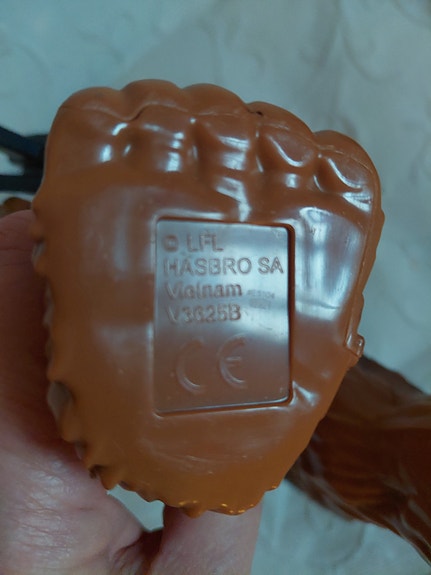 © LFL
HASBRO SA
Vietnam
V3625B
CE